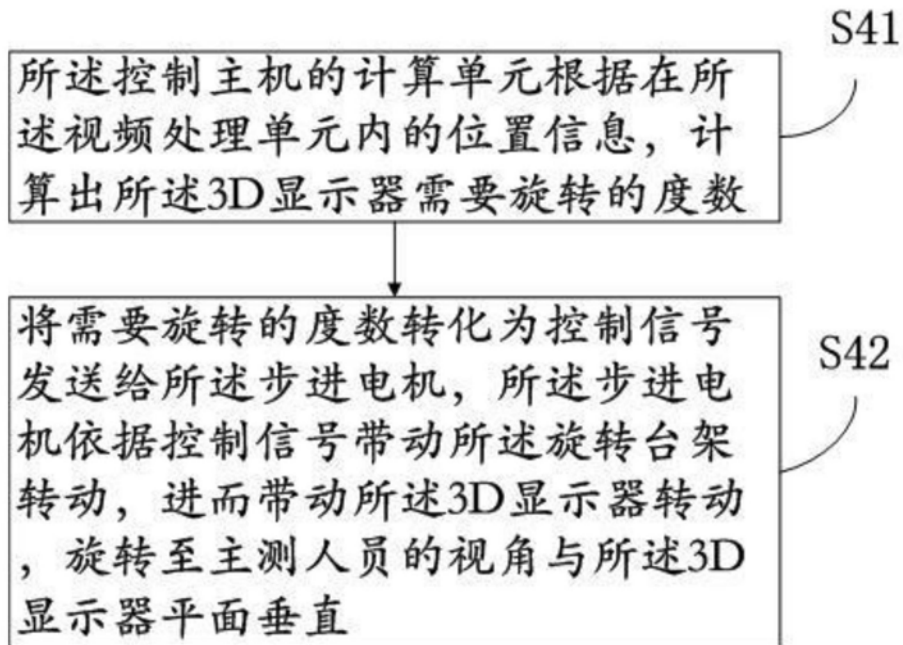 S41
所述控制主机的计算单元根据在所
述视频处理单元内的位置信息，计
算出所述3D显示器需要旋转的度数
将需要旋转的度数转化为控制信号
发送给所述步进电机，所述步进电
机依据控制信号带动所述旋转台架
转动，进而带动所述3D显示器转动
，旋转至主测人员的视角与所述3D
显示器平面垂直
S42